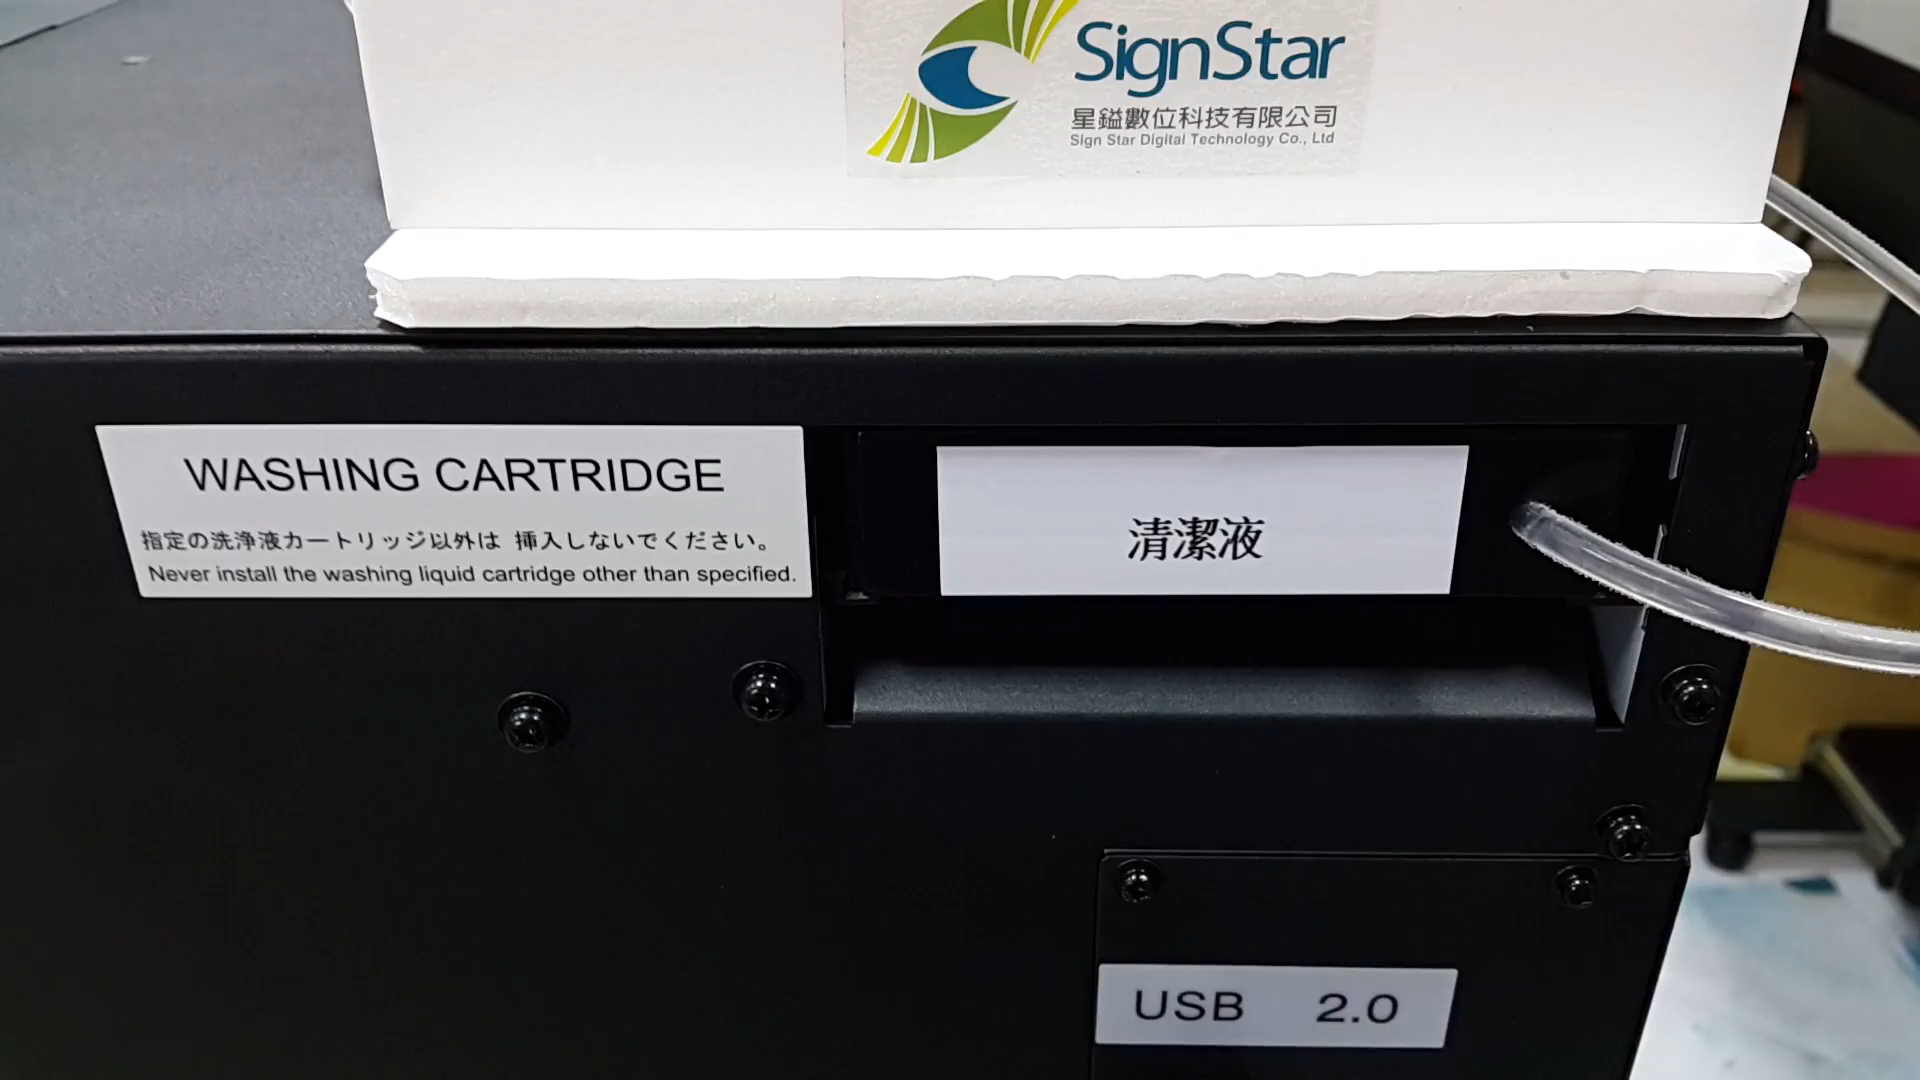 SignStar
星鎰數位科技有限公司
Sign Star Digital Technology Co., Ltd
WASHING CARTRIDGE
指定の洗浄液カートリッジ以外は 挿入しないでください。
Never install the washing liquid cartridge other than specified.
清潔液
USB 2.0